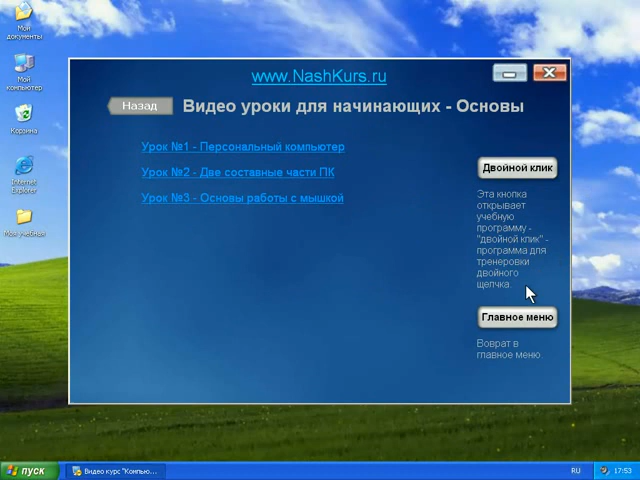 Мои
документы
Мой
компьютер
Корзина
Internet
Explorer
Моя учебная
www.NashKurs.ru
Назад
Видео уроки для начинающих - Основы
Урок №1 - Персональный компьютер
Урок №2 - Две составные части ПК
Урок №3 - Основы работы с мышкой
Двойной клик
Эта кнопка
открывает
учебную
программу -
"двойной клик" -
программа для
тренеровки
двойного
щелчка.
Главное меню
Воврат в
главное меню.
пуск
Видео курс "Компью...
RU
17:53